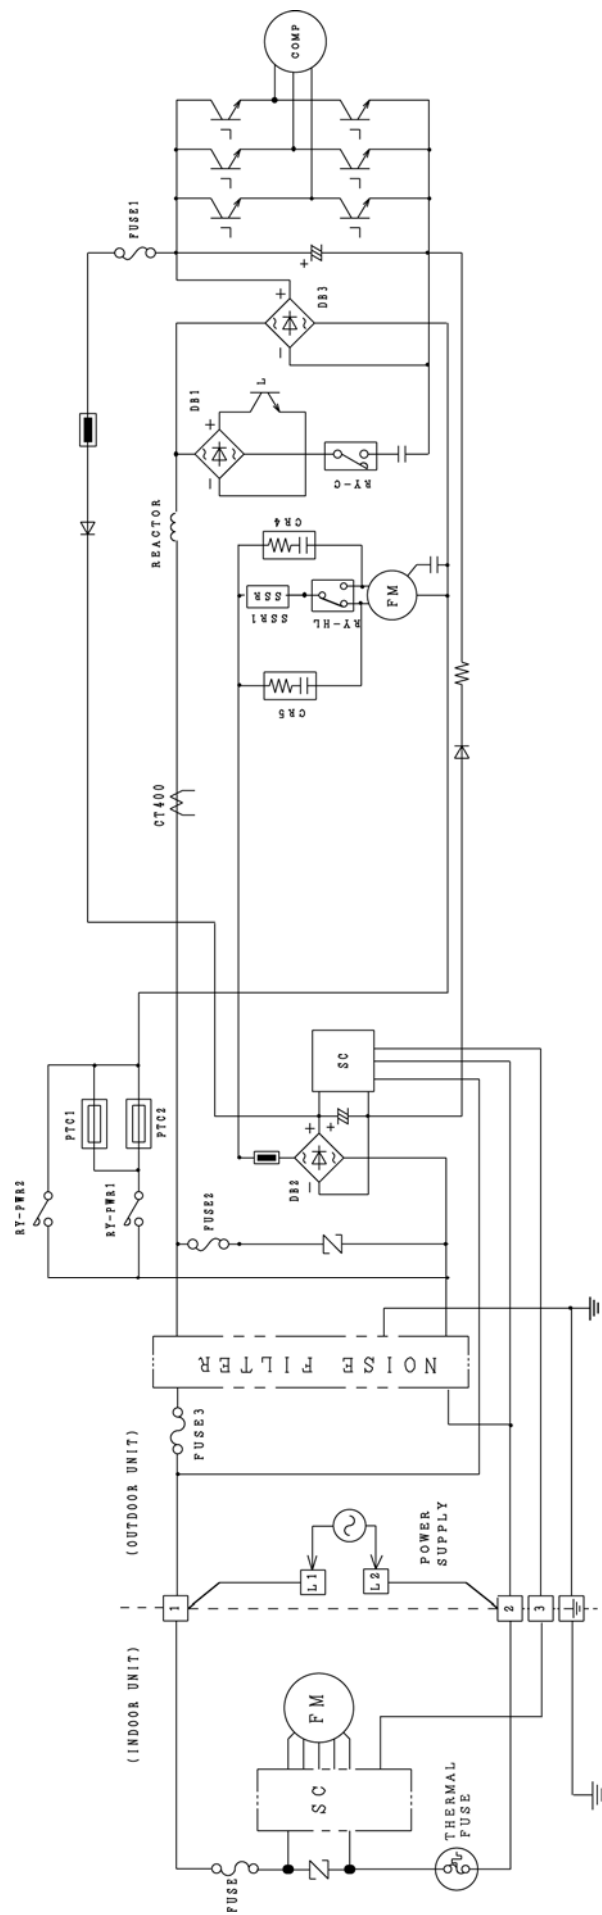 COMP
FUSE1
DB3
DB1
RY-C
REACTOR
CR4
SSR
SSR1
RY-HL
FM
CR5
CT400
SC
PTC1
PTC2
DB2
RY-PWR2
RY-PWR1
FUSE2
NOISE FILTER
FUSE3
(OUTDOOR UNIT)
POWER
SUPPLY
L1
L2
1
2
3
(INDOOR UNIT)
FM
SC
THERMAL
FUSE
FUSE